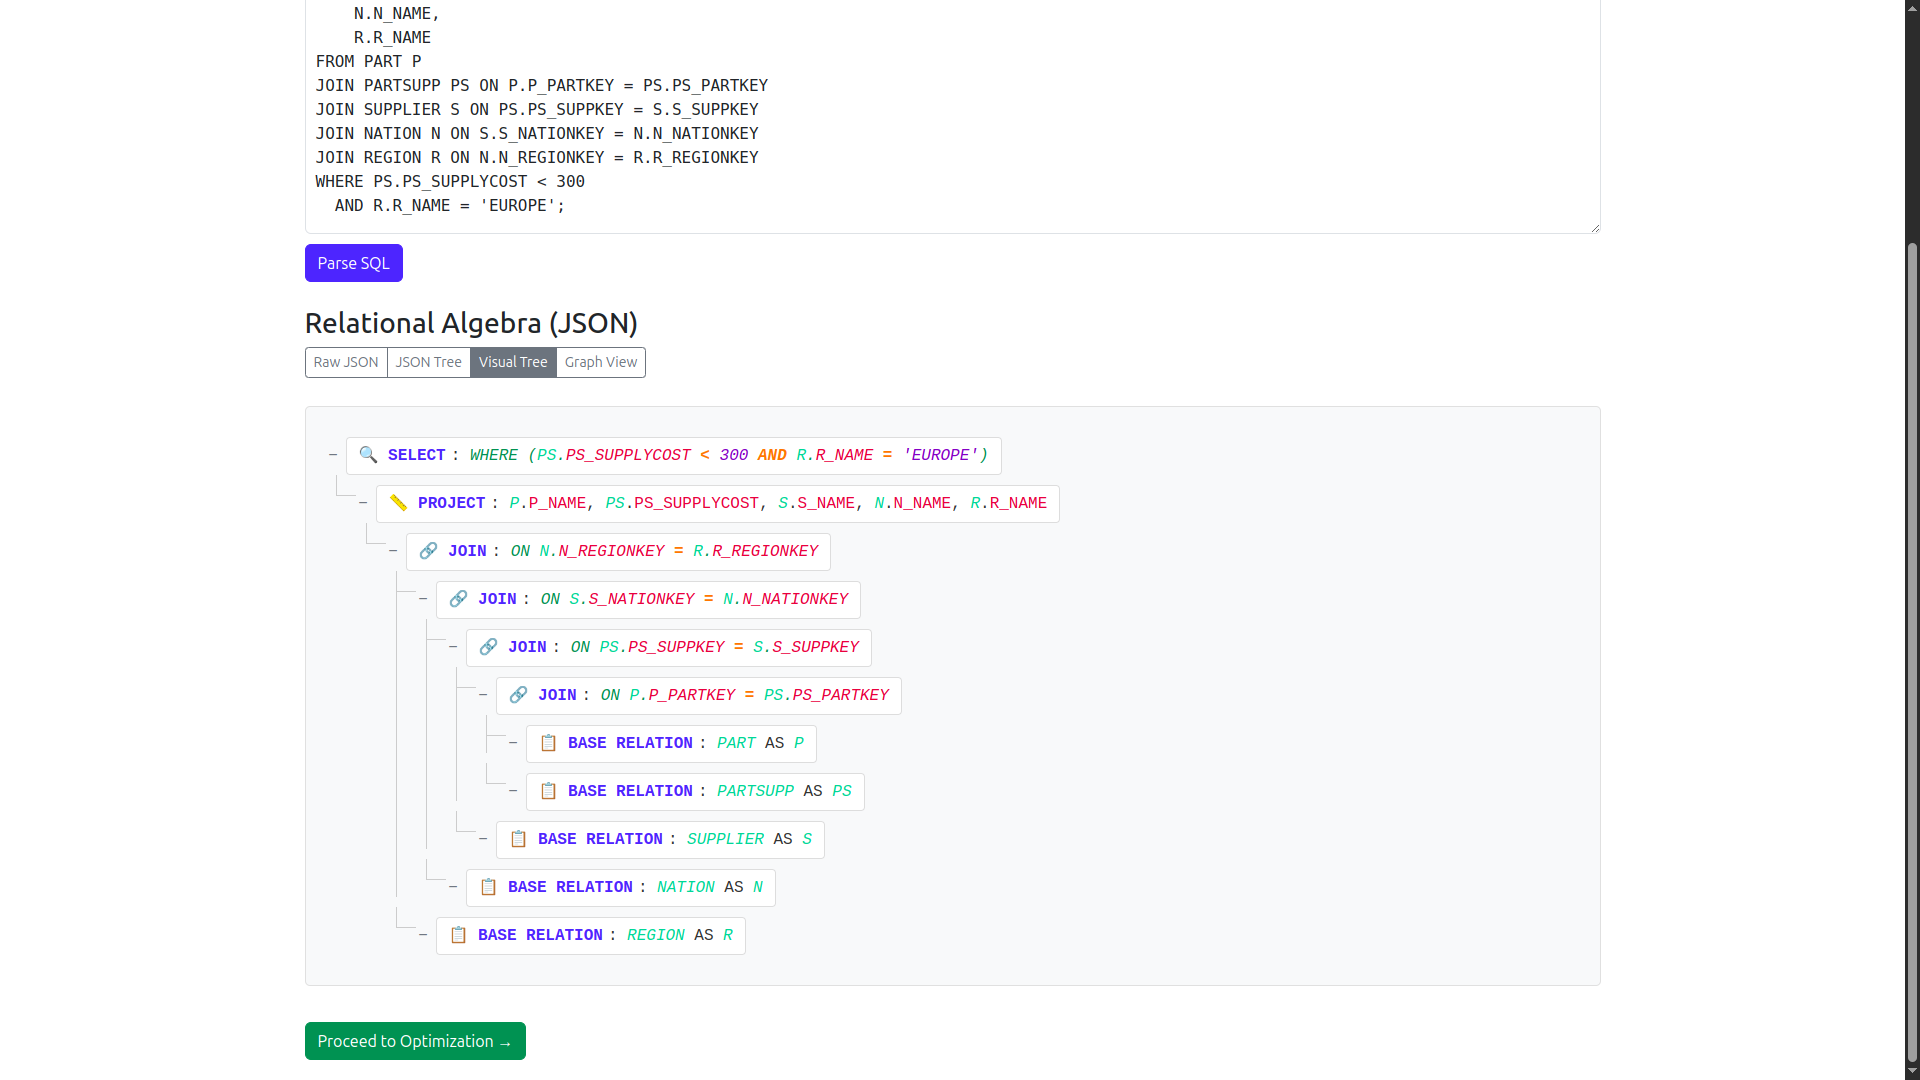 N.N_NAME,
R.R_NAME
FROM PART P
JOIN PARTSUPP PS ON P.P_PARTKEY = PS.PS_PARTKEY
JOIN SUPPLIER S ON PS.PS_SUPPKEY = S.S_SUPPKEY
JOIN NATION N ON S.S_NATIONKEY = N.N_NATIONKEY
JOIN REGION R ON N.N_REGIONKEY = R.R_REGIONKEY
WHERE PS.PS_SUPPLYCOST < 300
AND R.R_NAME = 'EUROPE';
Parse SQL
Relational Algebra (JSON)
Raw JSON JSON Tree Visual Tree Graph View
− SELECT : WHERE (PS.PS_SUPPLYCOST < 300 AND R.R_NAME = 'EUROPE')
− PROJECT : P.P_NAME, PS.PS_SUPPLYCOST, S.S_NAME, N.N_NAME, R.R_NAME
− JOIN : ON N.N_REGIONKEY = R.R_REGIONKEY
− JOIN : ON S.S_NATIONKEY = N.N_NATIONKEY
− JOIN : ON PS.PS_SUPPKEY = S.S_SUPPKEY
− JOIN : ON P.P_PARTKEY = PS.PS_PARTKEY
− BASE RELATION : PART AS P
− BASE RELATION : PARTSUPP AS PS
− BASE RELATION : SUPPLIER AS S
− BASE RELATION : NATION AS N
− BASE RELATION : REGION AS R
Proceed to Optimization →